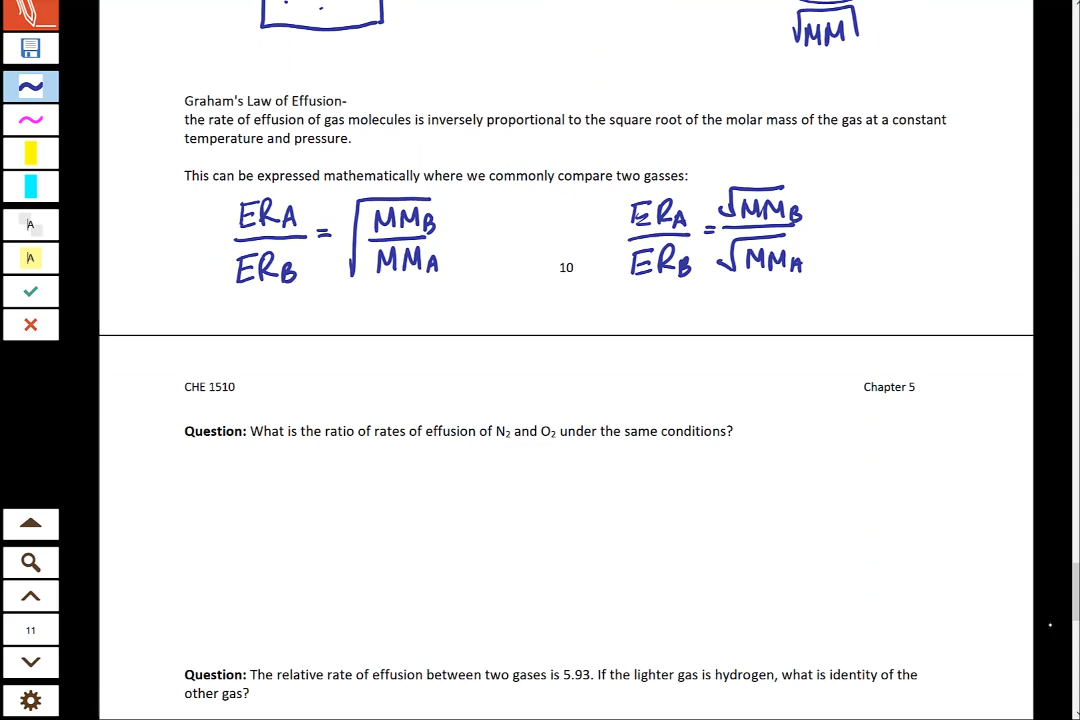 √MM
Graham's Law of Effusion-
the rate of effusion of gas molecules is inversely proportional to the square root of the molar mass of the gas at a constant
temperature and pressure.
This can be expressed mathematically where we commonly compare two gasses:
ERA/ERB = √(MMB/MMA)
ERA/ERB = √MMB/√MMA
10
CHE 1510
Chapter 5
Question: What is the ratio of rates of effusion of N₂ and O₂ under the same conditions?
11
Question: The relative rate of effusion between two gases is 5.93. If the lighter gas is hydrogen, what is identity of the
other gas?
A
A